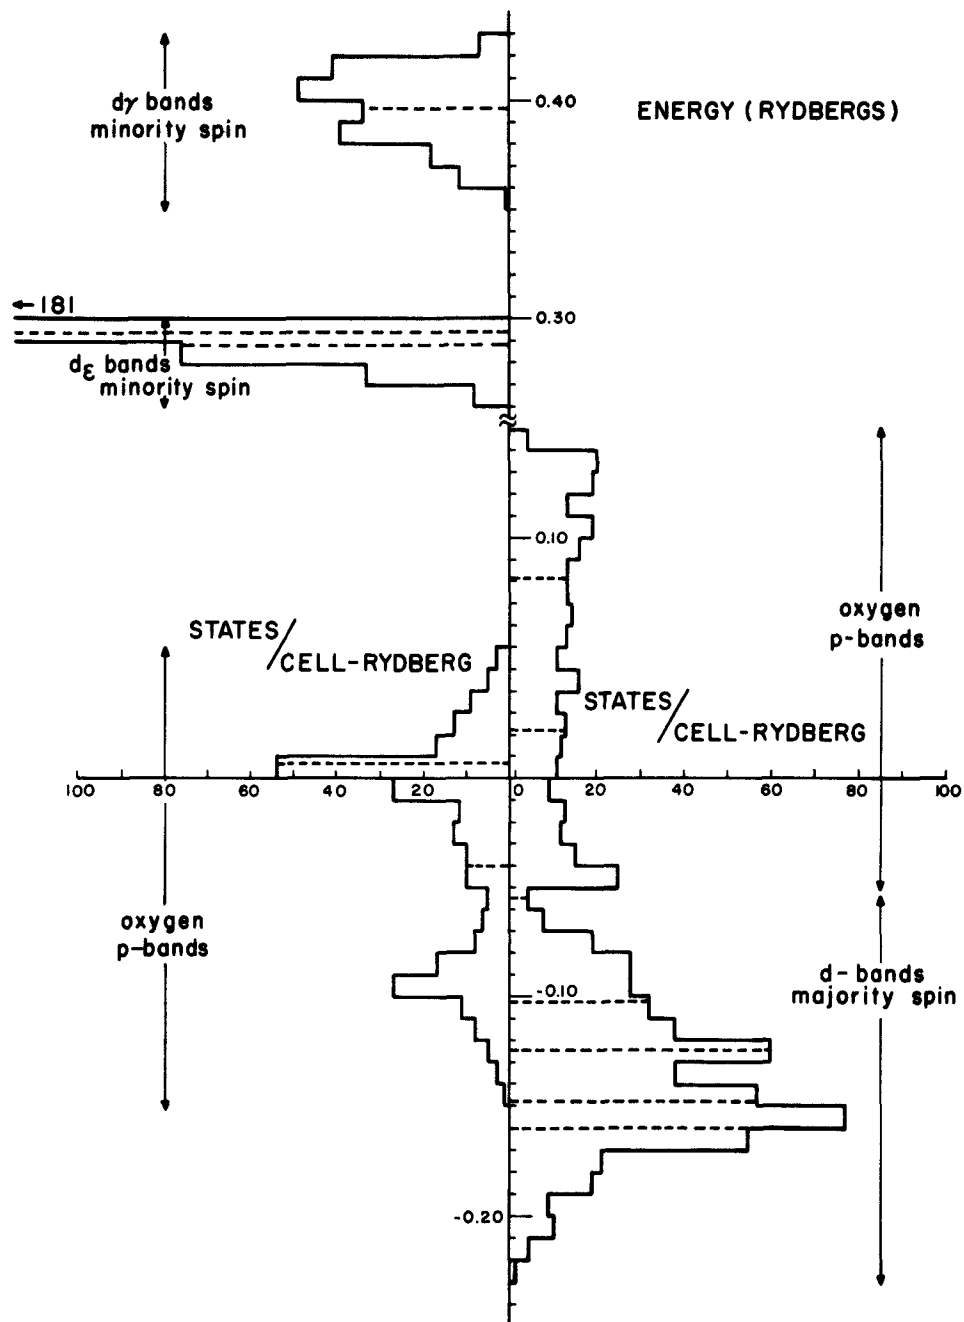 dγ bands
minority spin
0.40
ENERGY (RYDBERGS)
←181
0.30
dε bands
minority spin
0.10
oxygen
p-bands
STATES/
CELL-RYDBERG
STATES/
CELL-RYDBERG
100 80 60 40 20 0 20 40 60 80 100
oxygen
p-bands
d-bands
majority spin
-0.10
-0.20